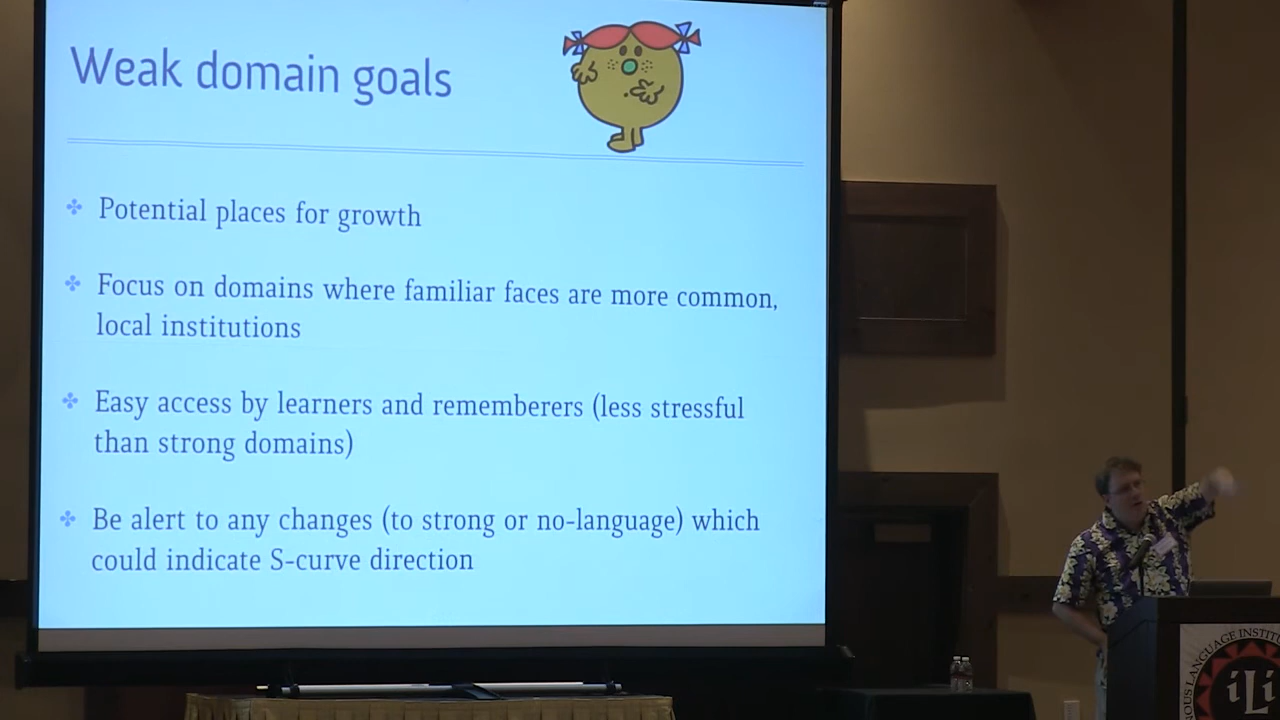 Weak domain goals
Potential places for growth
Focus on domains where familiar faces are more common,
local institutions
Easy access by learners and rememberers (less stressful
than strong domains)
Be alert to any changes (to strong or no-language) which
could indicate S-curve direction
LANGUAGE
iLi